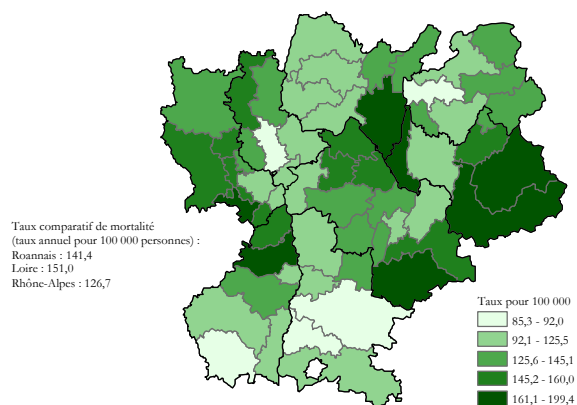 Taux comparatif de mortalité
(taux annuel pour 100 000 personnes) :
Roannais : 141,4
Loire : 151,0
Rhône-Alpes : 126,7
Taux pour 100 000
85,3 - 92,0
92,1 - 125,5
125,6 - 145,1
145,2 - 160,0
161,1 - 199,4